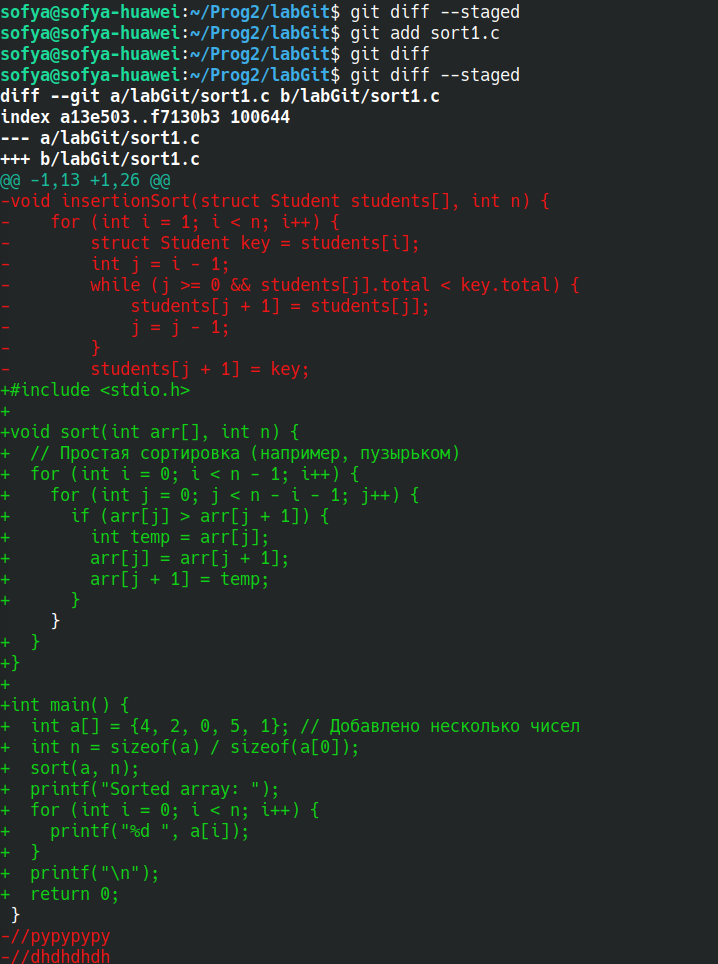 sofya@sofya-huawei:~/Prog2/labGit$ git diff --staged
sofya@sofya-huawei:~/Prog2/labGit$ git add sort1.c
sofya@sofya-huawei:~/Prog2/labGit$ git diff
sofya@sofya-huawei:~/Prog2/labGit$ git diff --staged
diff --git a/labGit/sort1.c b/labGit/sort1.c
index a13e503..f7130b3 100644
--- a/labGit/sort1.c
+++ b/labGit/sort1.c
@@ -1,13 +1,26 @@
-void insertionSort(struct Student students[], int n) {
-    for (int i = 1; i < n; i++) {
-        struct Student key = students[i];
-        int j = i - 1;
-        while (j >= 0 && students[j].total < key.total) {
-            students[j + 1] = students[j];
-            j = j - 1;
-        }
-        students[j + 1] = key;
+#include <stdio.h>
+
+void sort(int arr[], int n) {
+  // Простая сортировка (например, пузырьком)
+  for (int i = 0; i < n - 1; i++) {
+    for (int j = 0; j < n - i - 1; j++) {
+      if (arr[j] > arr[j + 1]) {
+        int temp = arr[j];
+        arr[j] = arr[j + 1];
+        arr[j + 1] = temp;
+      }
     }
+  }
+}
+
+int main() {
+  int a[] = {4, 2, 0, 5, 1}; // Добавлено несколько чисел
+  int n = sizeof(a) / sizeof(a[0]);
+  sort(a, n);
+  printf("Sorted array: ");
+  for (int i = 0; i < n; i++) {
+    printf("%d ", a[i]);
+  }
+  printf("\n");
+  return 0;
 }
-//pypypypy
-//dhdhdhdh